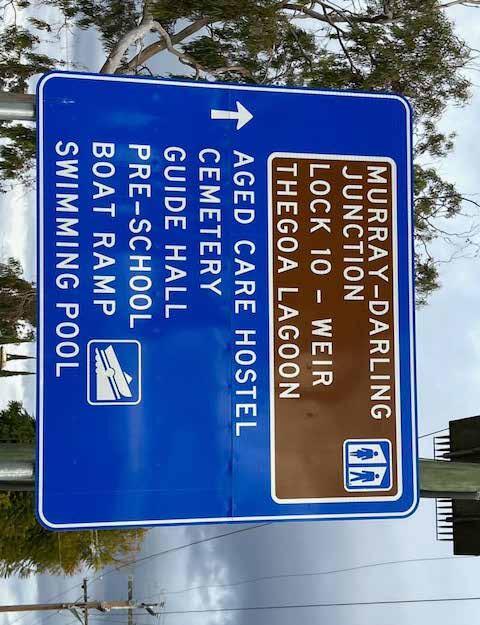 MURRAY-DARLING
JUNCTION
LOCK 10 - WEIR
THEGOA LAGOON
AGED CARE HOSTEL
CEMETERY
GUIDE HALL
PRE-SCHOOL
BOAT RAMP
SWIMMING POOL